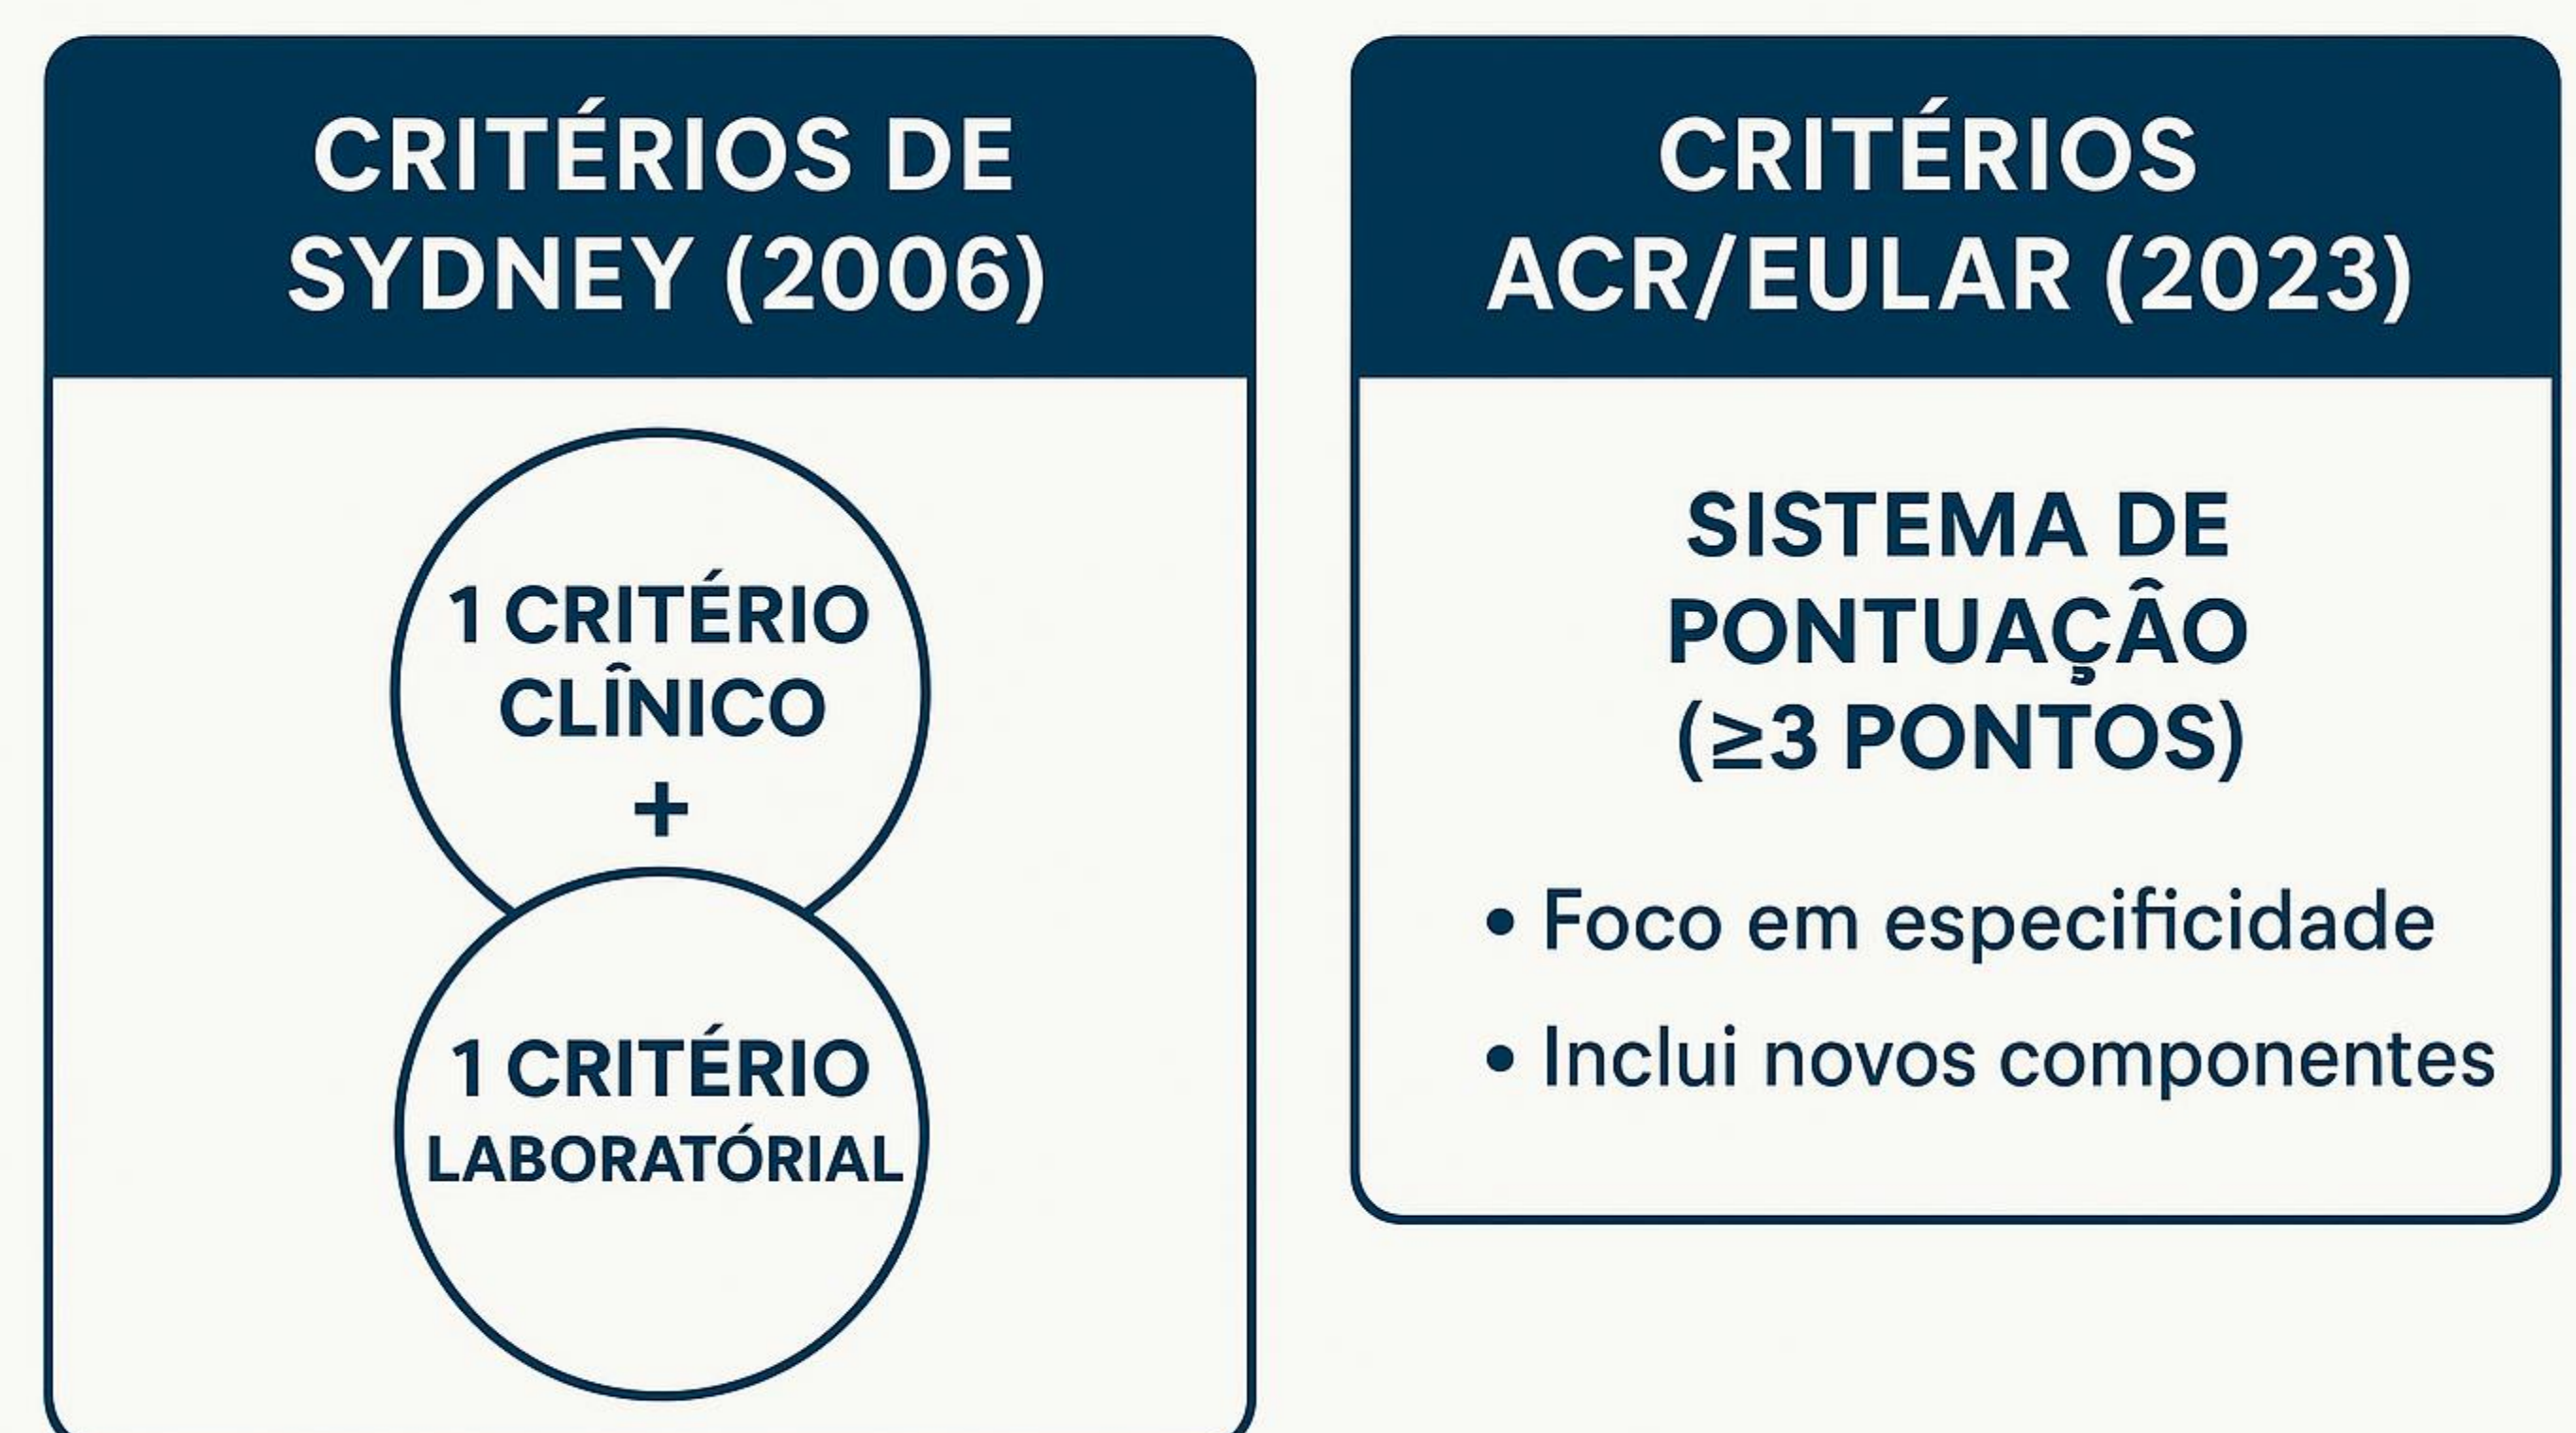 CRITÉRIOS DE
SYDNEY (2006)
1 CRITÉRIO
CLÎNICO
+
1 CRITÉRIO
LABORATÓRIAL
CRITÉRIOS
ACR/EULAR (2023)
SISTEMA DE
PONTUAÇÃO
(≥3 PONTOS)
• Foco em especificidade
• Inclui novos componentes